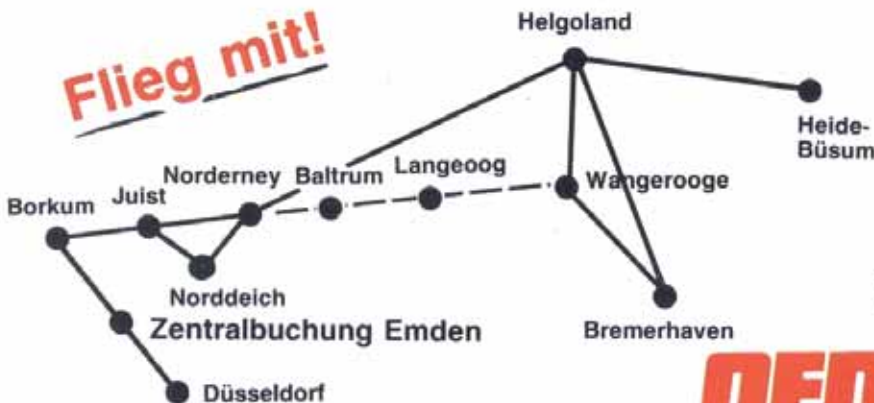 Flieg mit!
Helgoland
Heide-
Büsum
Norderney
Baltrum
Langeoog
Wangerooge
Borkum
Juist
Norddeich
Zentralbuchung Emden
Bremerhaven
Düsseldorf